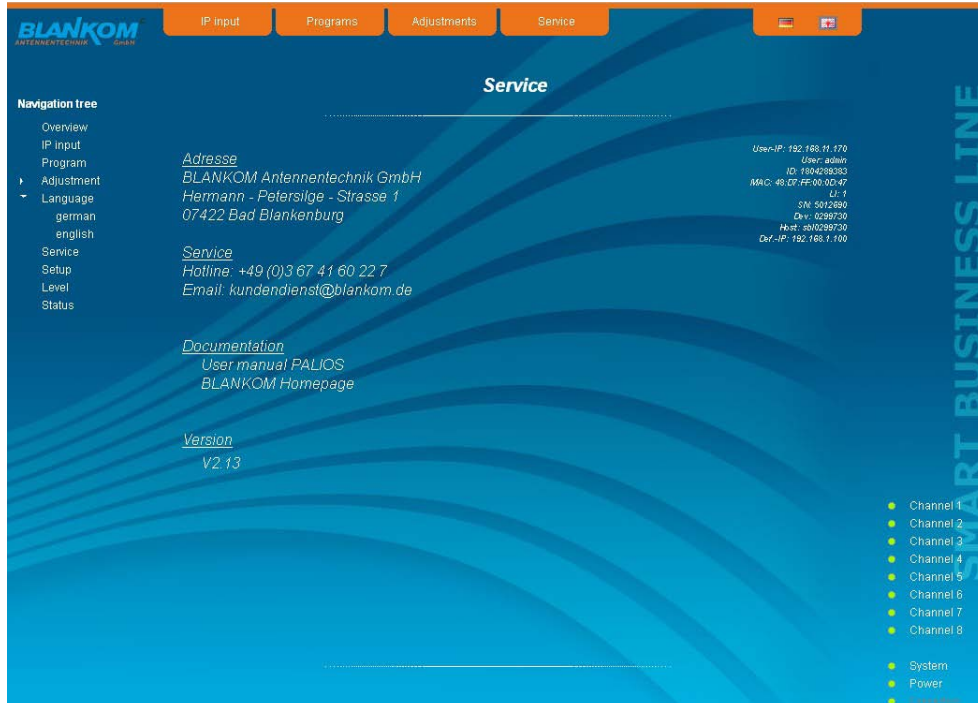 BLANKOM
ANTENNENTECHNIK GmbH
IP input
Programs
Adjustments
Service
Service
Navigation tree
Overview
IP input
Program
Adjustment
Language
german
english
Service
Setup
Level
Status
Adresse
BLANKOM Antennentechnik GmbH
Hermann - Petersilge - Strasse 1
07422 Bad Blankenburg
Service
Hotline: +49 (0)3 67 41 60 22 7
Email: kundendienst@blankom.de
Documentation
User manual PALIOS
BLANKOM Homepage
Version
V2.13
User-IP: 192.168.11.170
User: admin
ID: 1804289383
MAC: 48:D7:FF:00:0D:47
LI: 1
SN: 5012690
Dev: 0299730
Host: sbl0299730
Def.-IP: 192.168.1.100
SMART BUSINESS LINE
Channel 1
Channel 2
Channel 3
Channel 4
Channel 5
Channel 6
Channel 7
Channel 8
System
Power